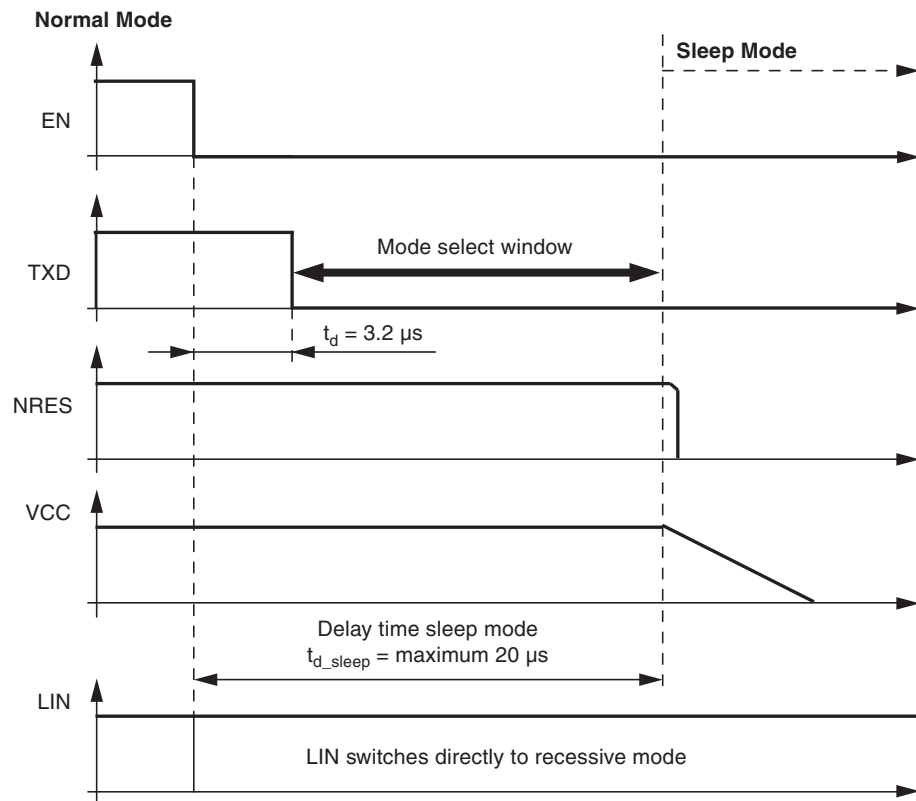 Normal Mode
Sleep Mode
EN
Mode select window
TXD
t_d = 3.2 µs
NRES
VCC
Delay time sleep mode
t_d_sleep = maximum 20 µs
LIN
LIN switches directly to recessive mode